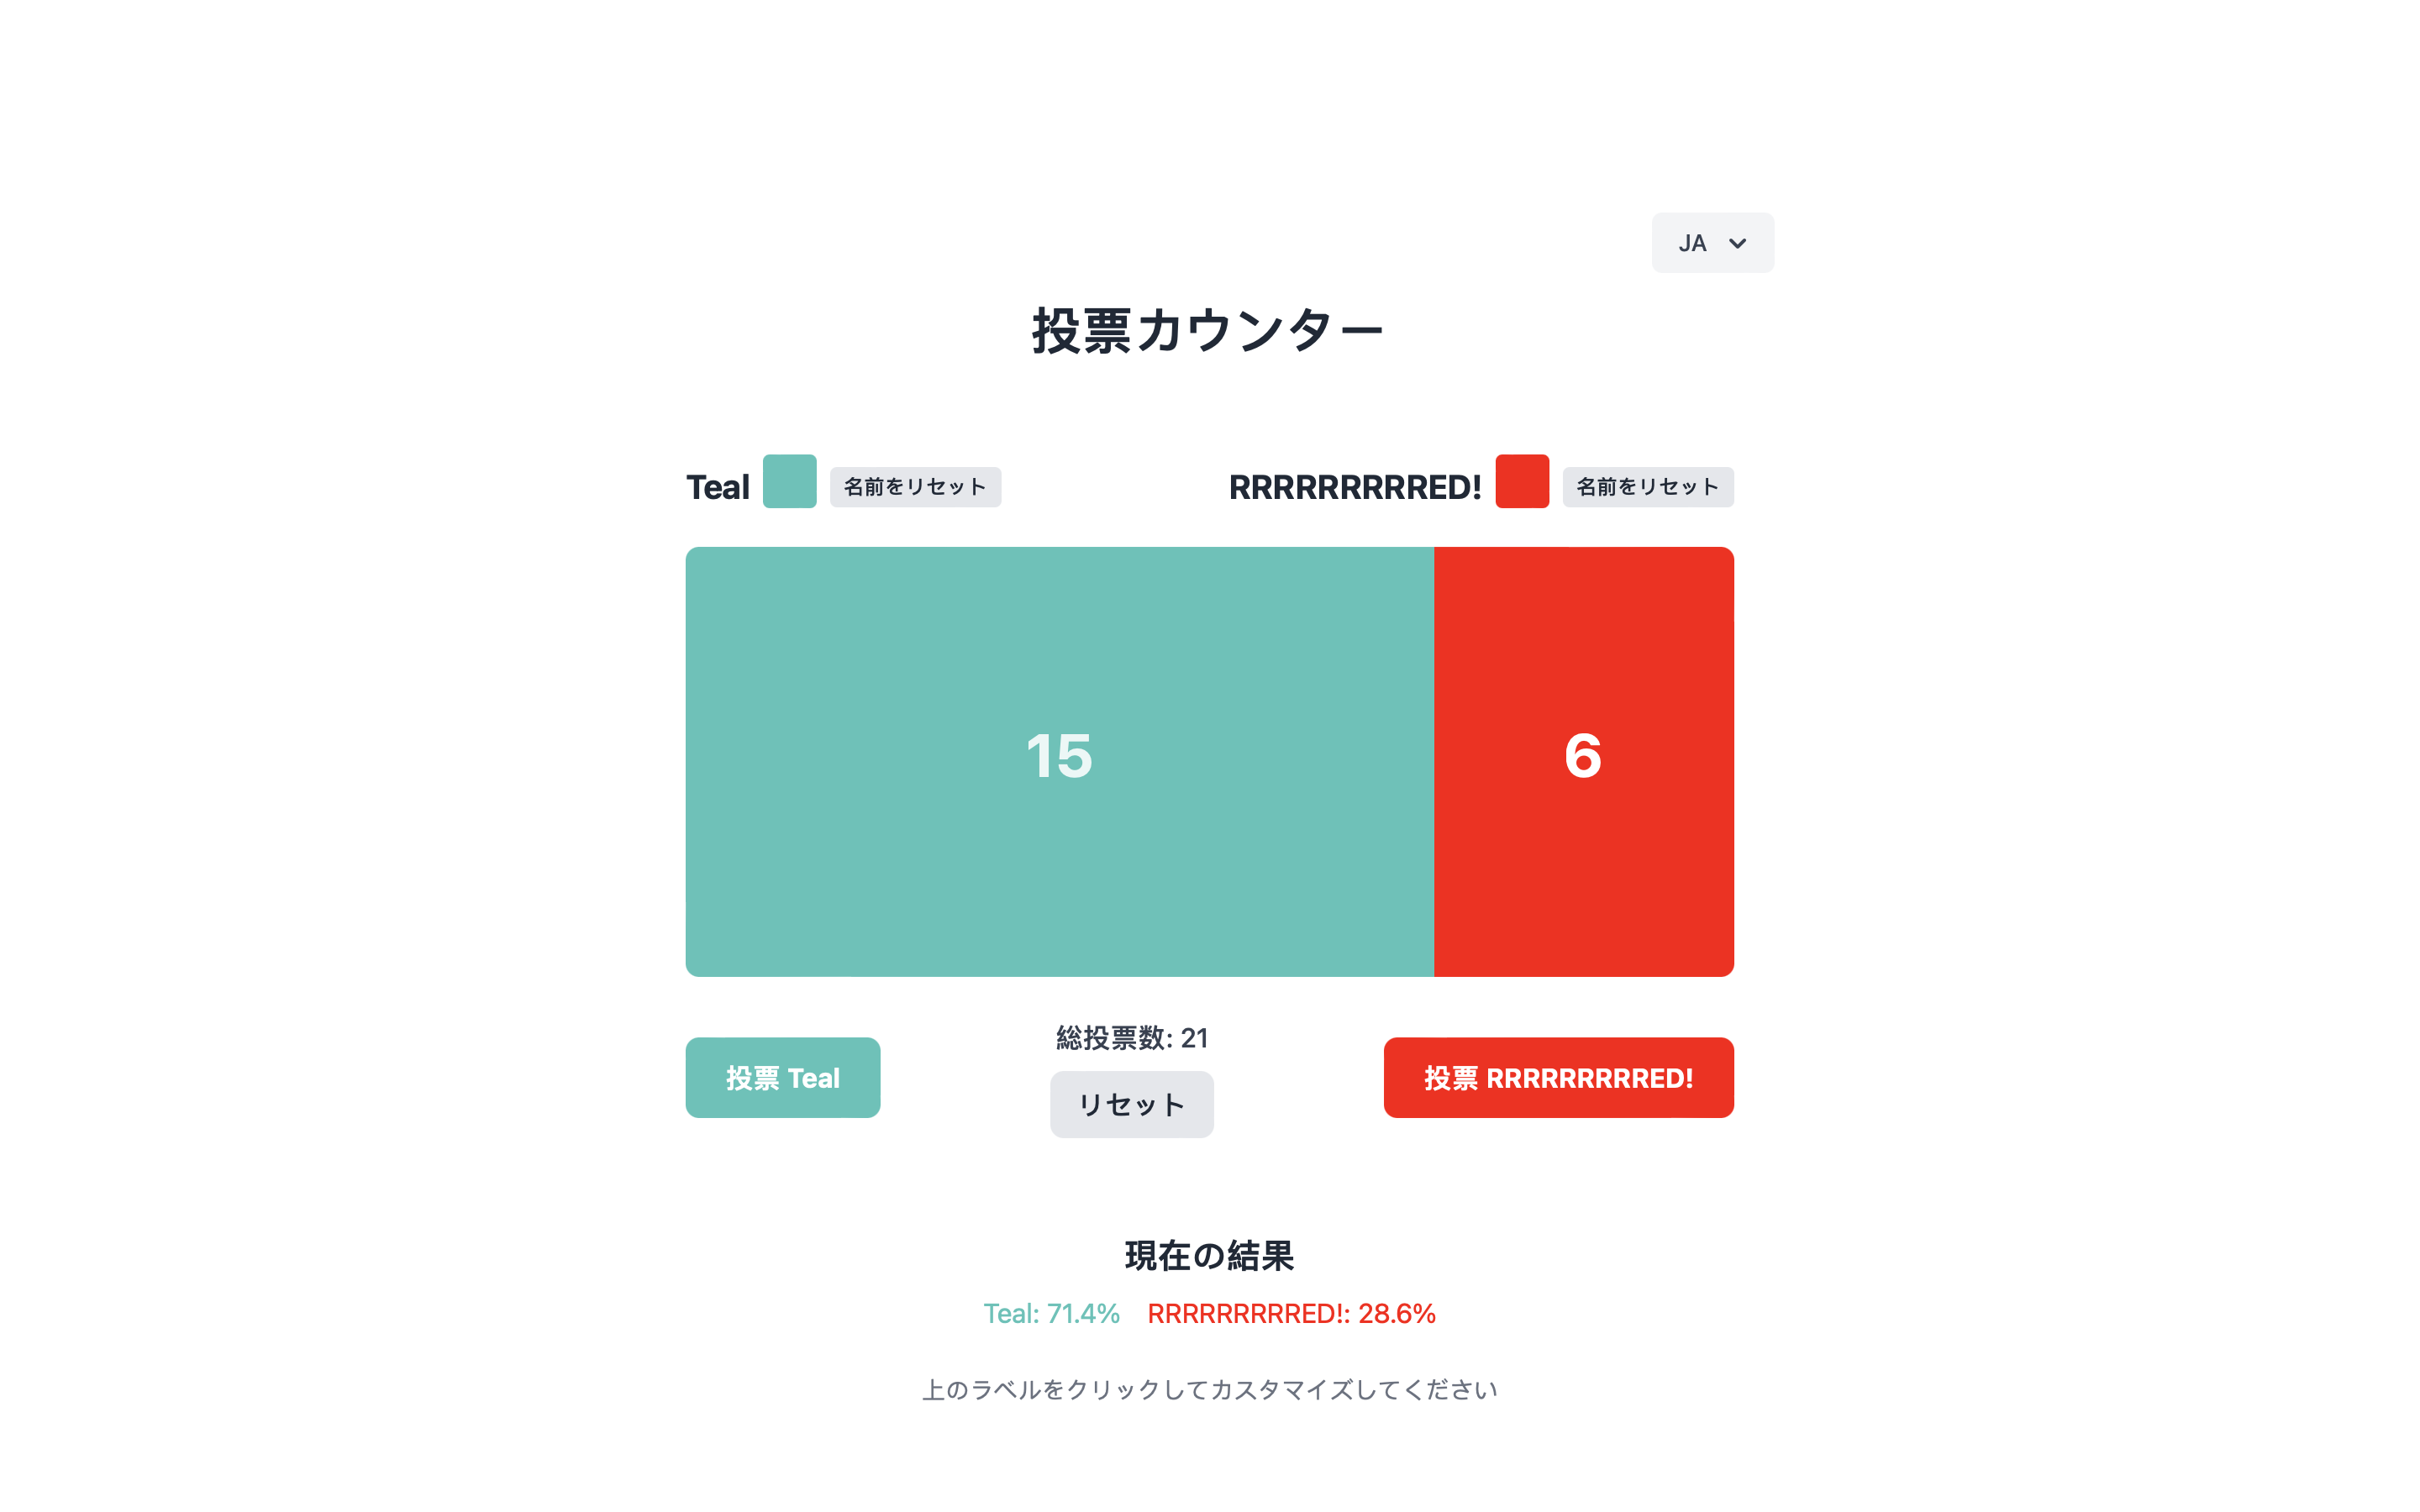 JA
投票カウンター
Teal 名前をリセット RRRRRRRRRRED! 名前をリセット
15 6
総投票数: 21
投票 Teal 投票 RRRRRRRRRRED!
リセット
現在の結果
Teal: 71.4% RRRRRRRRRRED!: 28.6%
上のラベルをクリックしてカスタマイズしてください